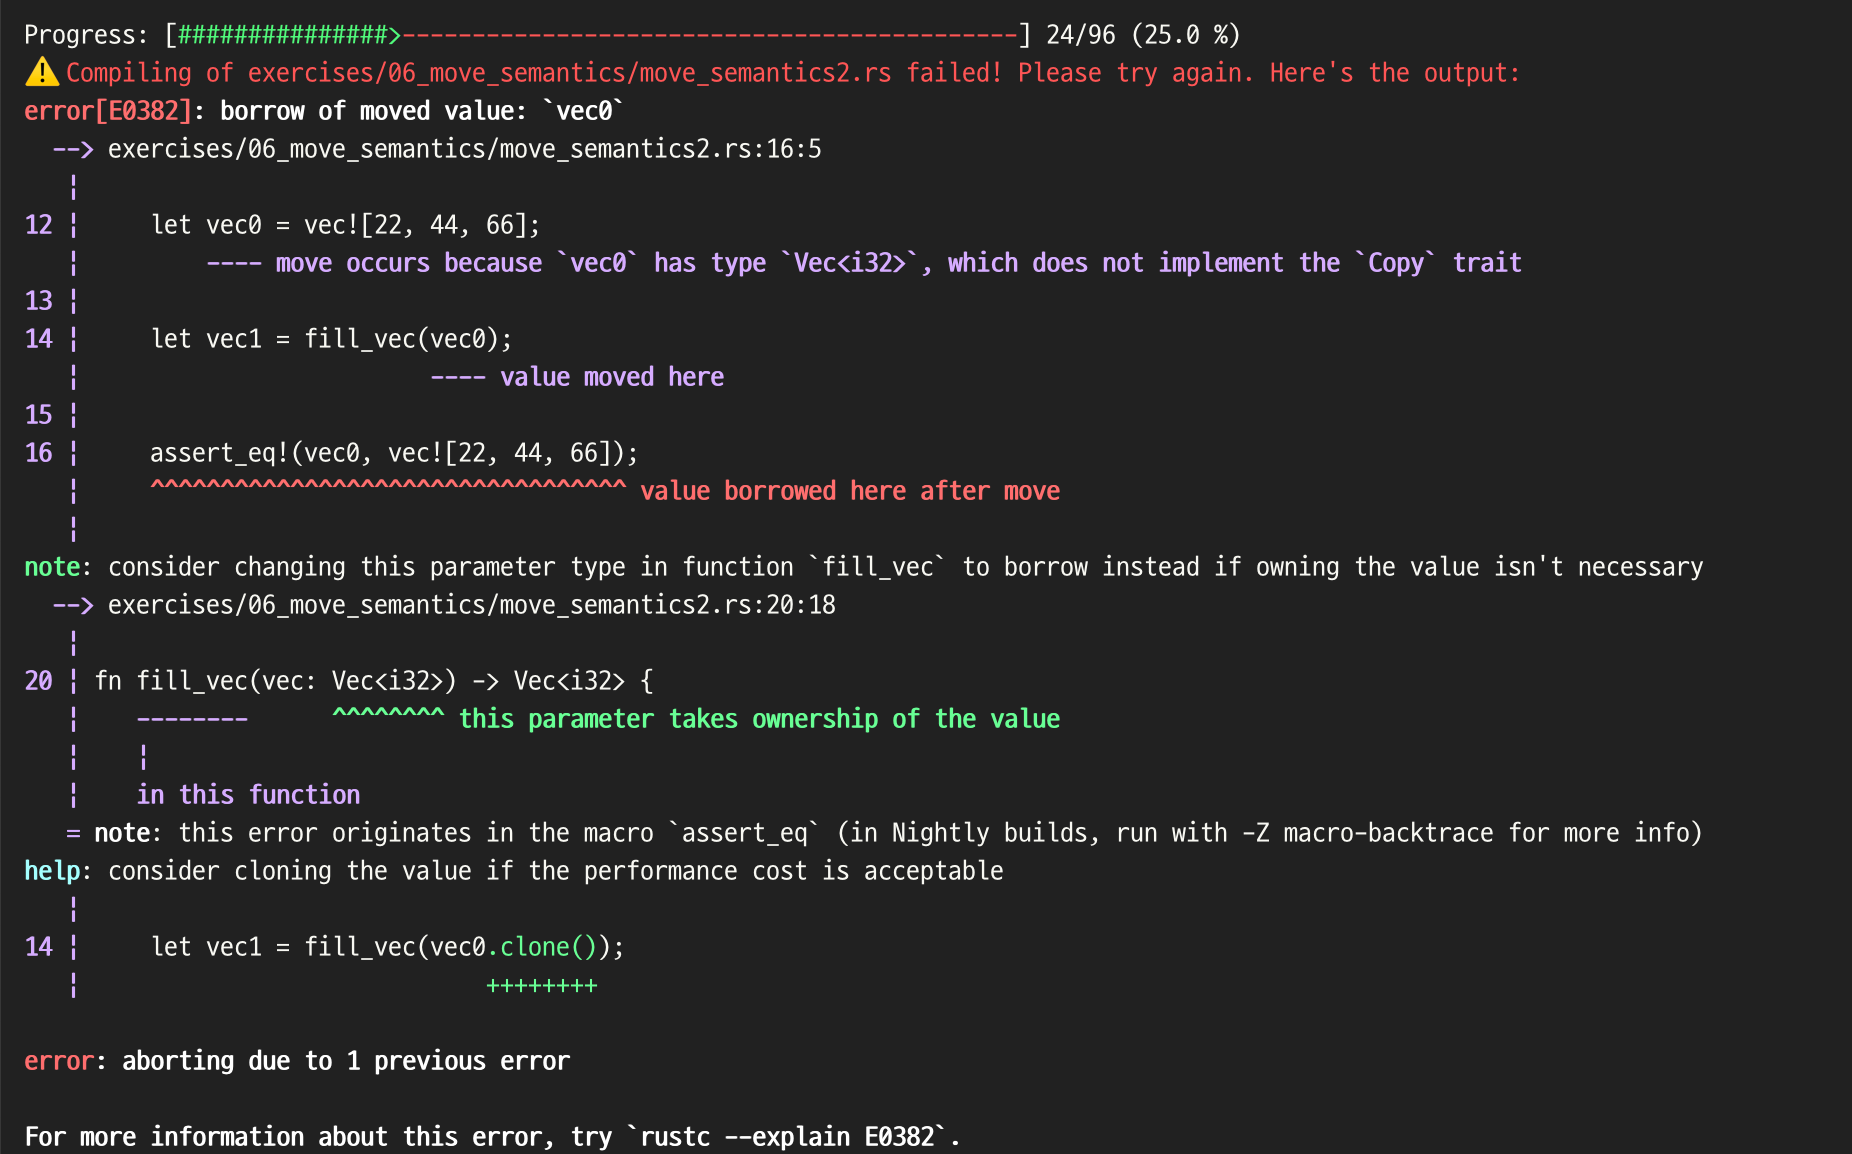 Progress: [###############>--------------------------------------------] 24/96 (25.0 %)
⚠️ Compiling of exercises/06_move_semantics/move_semantics2.rs failed! Please try again. Here's the output:
error[E0382]: borrow of moved value: `vec0`
  --> exercises/06_move_semantics/move_semantics2.rs:16:5
   |
12 |     let vec0 = vec![22, 44, 66];
   |         ---- move occurs because `vec0` has type `Vec<i32>`, which does not implement the `Copy` trait
13 |
14 |     let vec1 = fill_vec(vec0);
   |                         ---- value moved here
15 |
16 |     assert_eq!(vec0, vec![22, 44, 66]);
   |     ^^^^^^^^^^^^^^^^^^^^^^^^^^^^^^^^^^ value borrowed here after move
   |
note: consider changing this parameter type in function `fill_vec` to borrow instead if owning the value isn't necessary
  --> exercises/06_move_semantics/move_semantics2.rs:20:18
   |
20 | fn fill_vec(vec: Vec<i32>) -> Vec<i32> {
   |    --------      ^^^^^^^^ this parameter takes ownership of the value
   |    |
   |    in this function
   = note: this error originates in the macro `assert_eq` (in Nightly builds, run with -Z macro-backtrace for more info)
help: consider cloning the value if the performance cost is acceptable
   |
14 |     let vec1 = fill_vec(vec0.clone());
   |                             ++++++++
error: aborting due to 1 previous error
For more information about this error, try `rustc --explain E0382`.